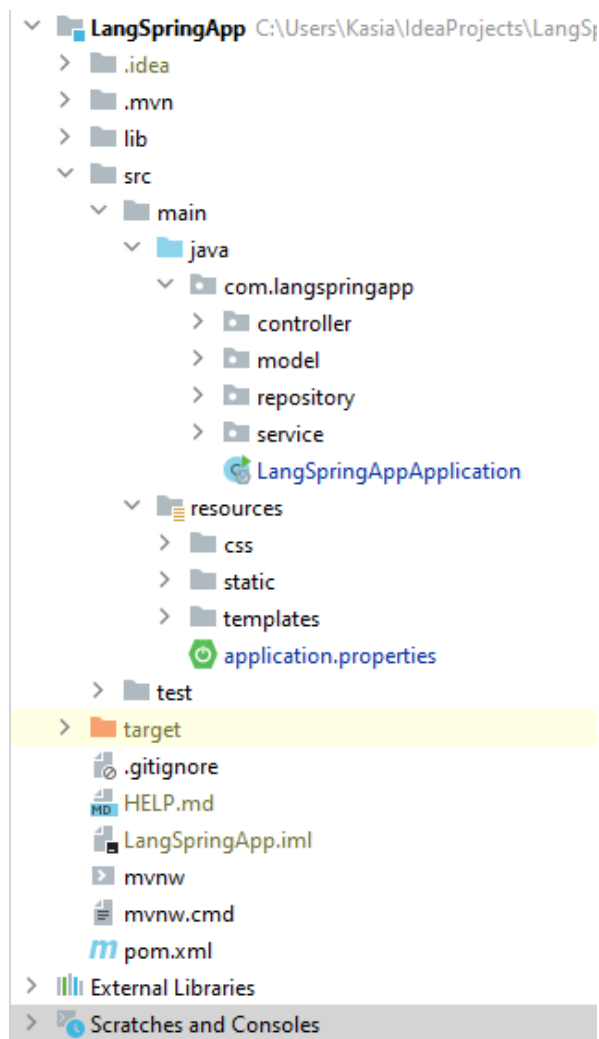 LangSpringApp C:\Users\Kasia\IdeaProjects\LangSp
.idea
.mvn
lib
src
main
java
com.langspringapp
controller
model
repository
service
LangSpringAppApplication
resources
css
static
templates
application.properties
test
target
.gitignore
HELP.md
LangSpringApp.iml
mvnw
mvnw.cmd
pom.xml
External Libraries
Scratches and Consoles